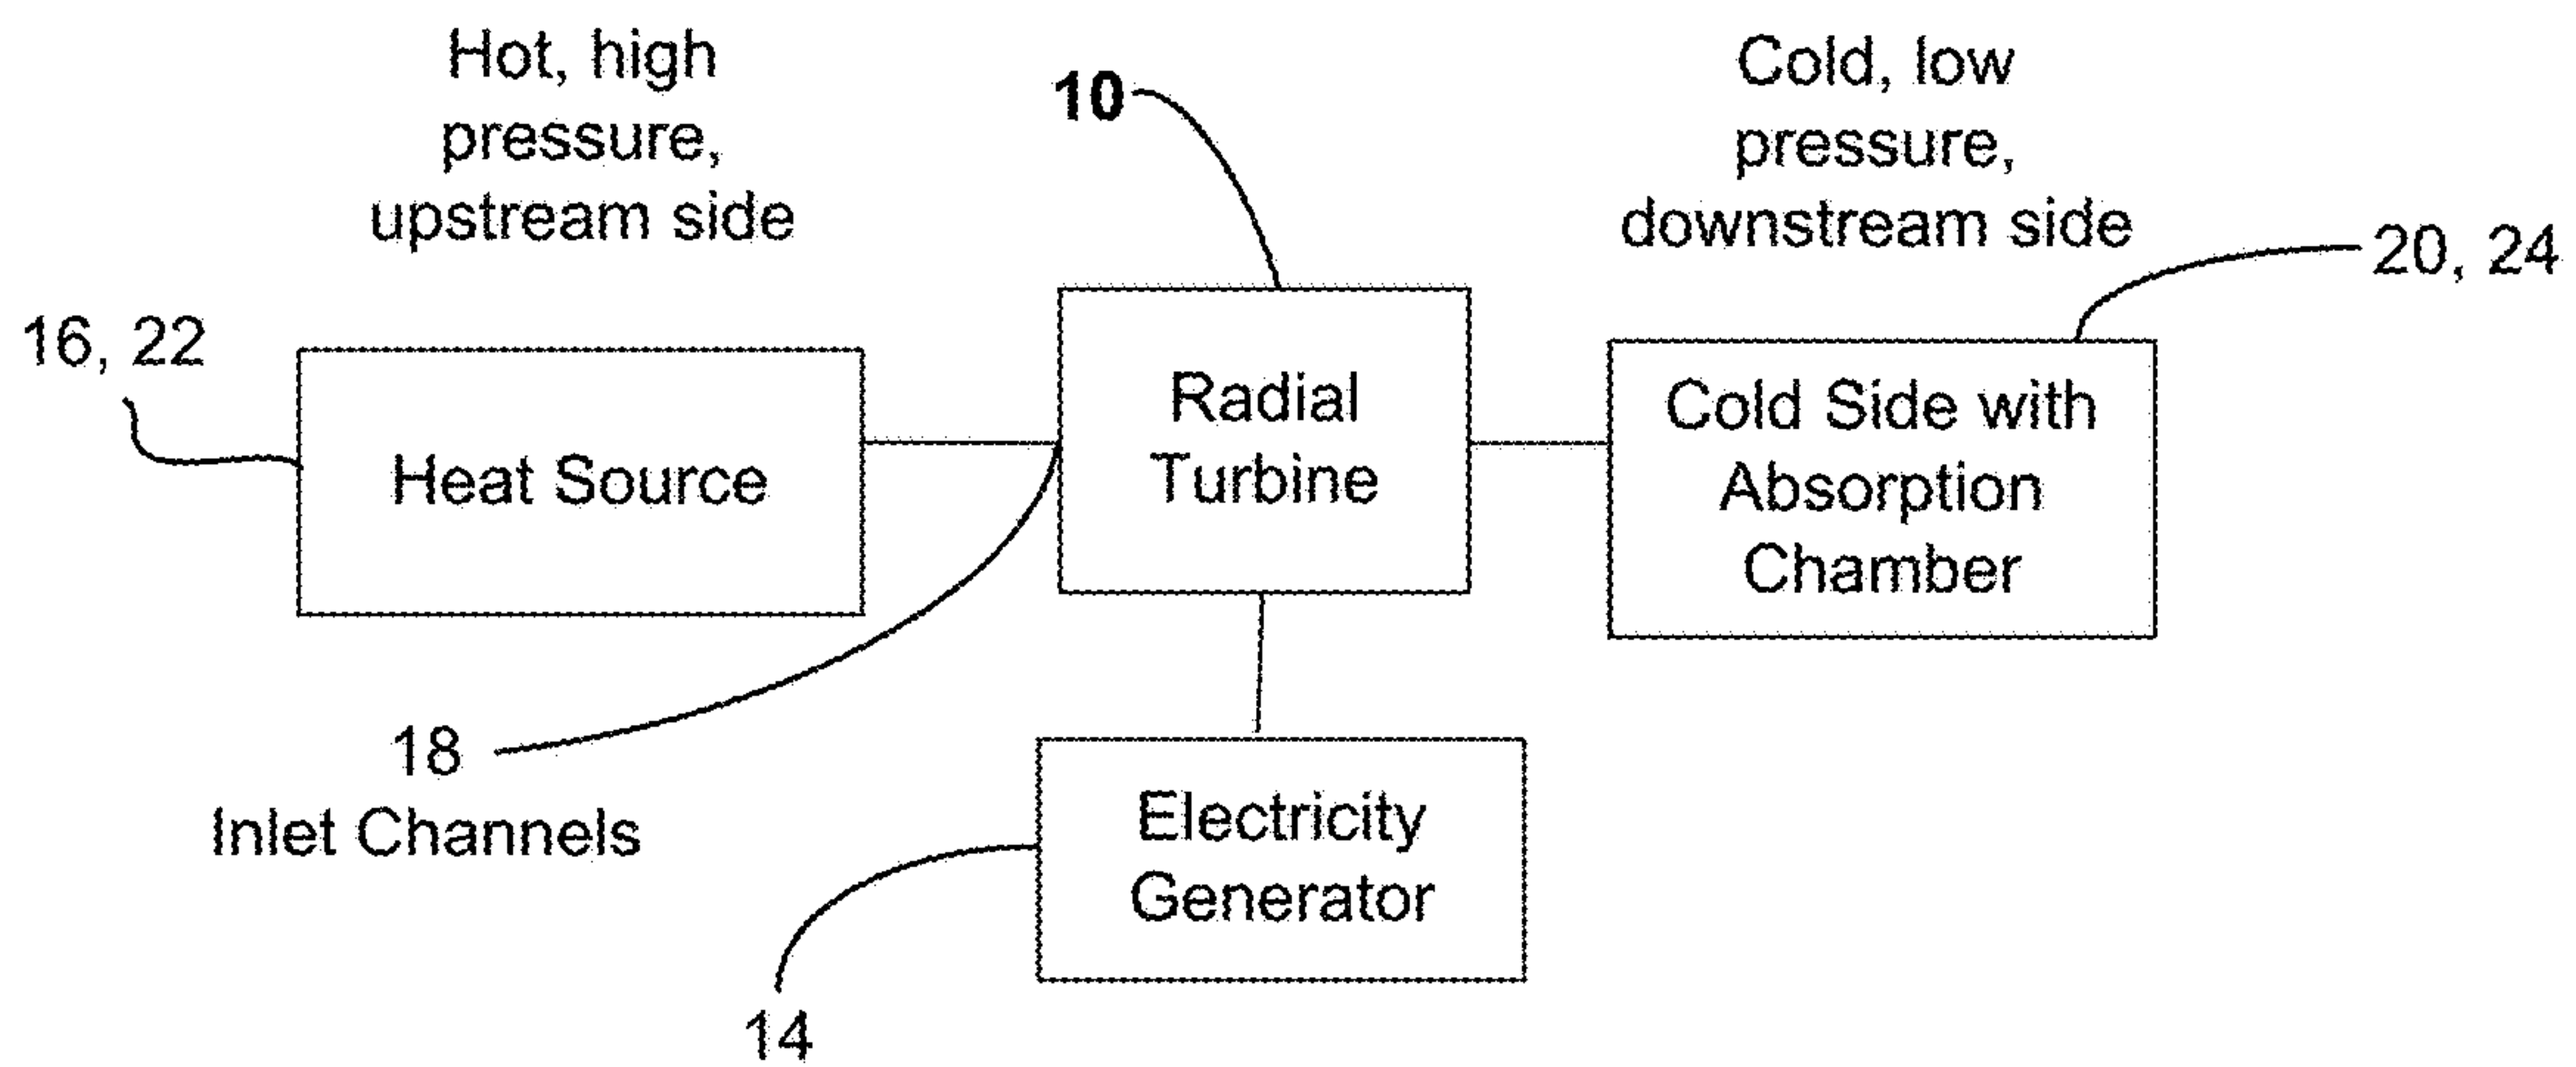 Hot, high
pressure,
upstream side
10
Cold, low
pressure,
downstream side
20, 24
16, 22
Heat Source
Radial
Turbine
Cold Side with
Absorption
Chamber
18
Inlet Channels
Electricity
Generator
14